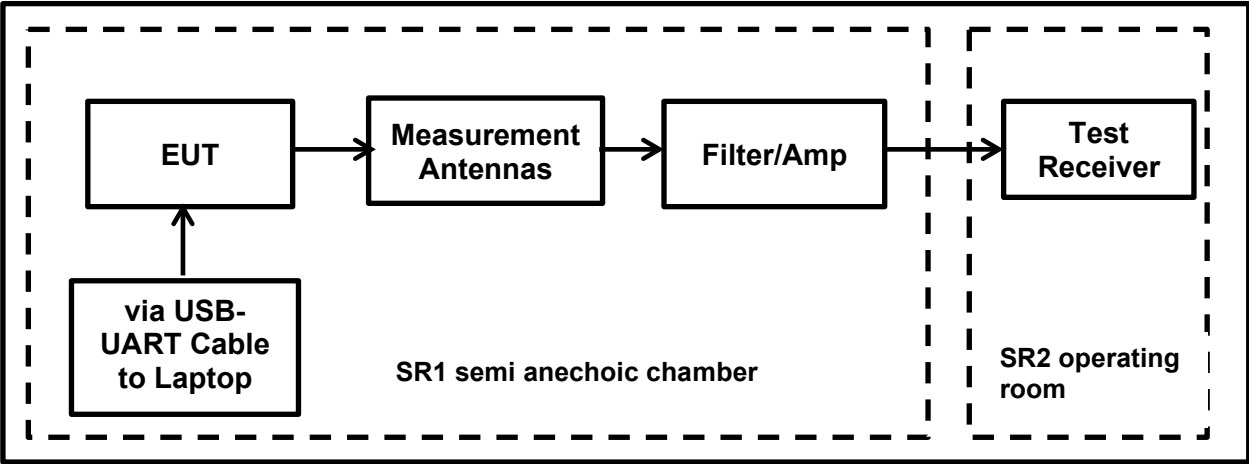 EUT
Measurement
Antennas
Filter/Amp
Test
Receiver
via USB-
UART Cable
to Laptop
SR1 semi anechoic chamber
SR2 operating
room